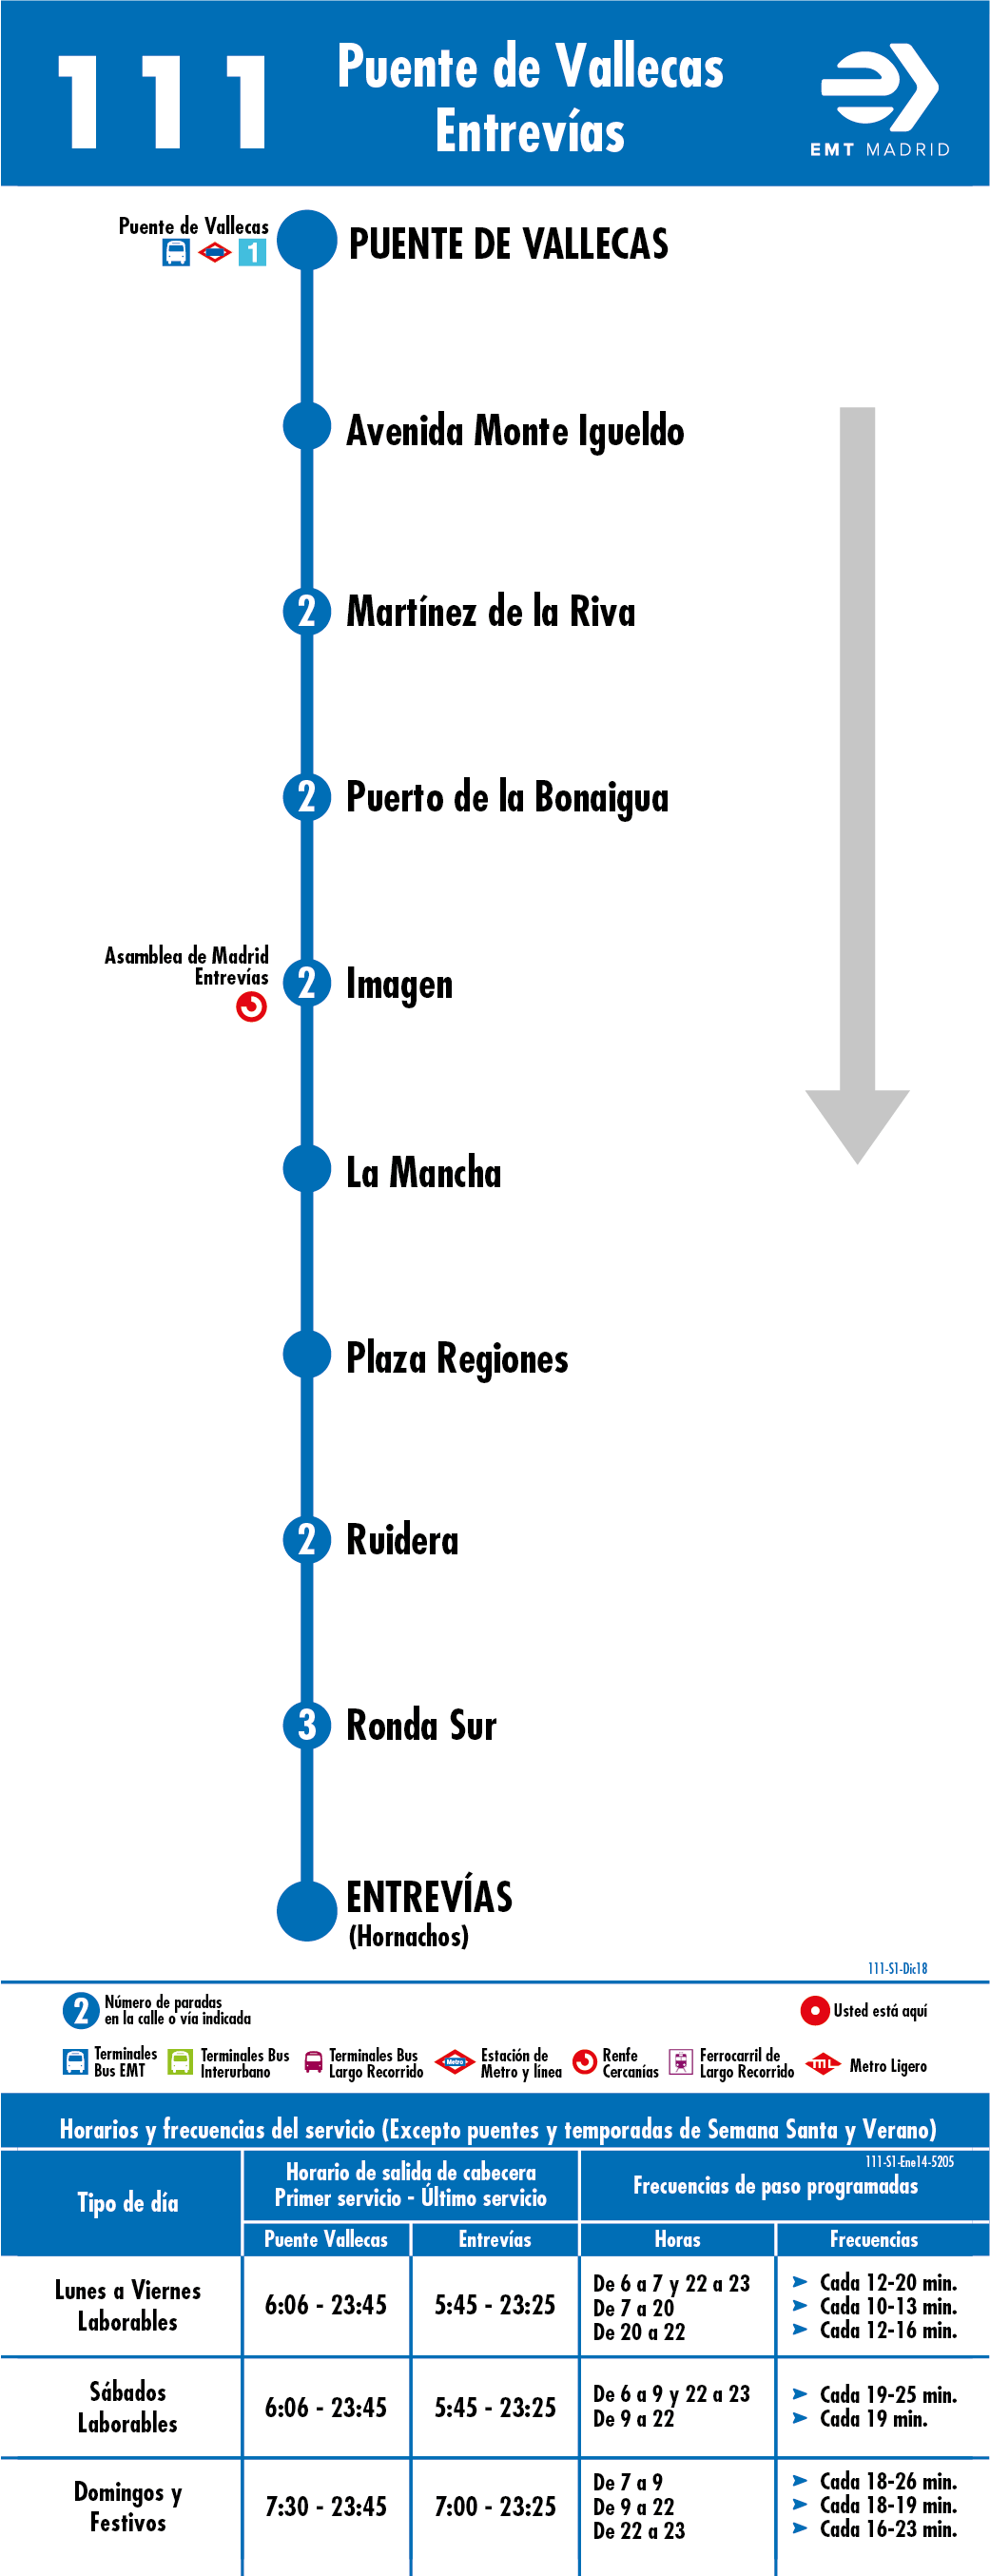 111
Puente de Vallecas
Entrevías
EMT MADRID
Puente de Vallecas
1
PUENTE DE VALLECAS
Avenida Monte Igueldo
2 Martínez de la Riva
2 Puerto de la Bonaigua
Asamblea de Madrid
Entrevías
2 Imagen
La Mancha
Plaza Regiones
2 Ruidera
3 Ronda Sur
ENTREVÍAS
(Hornachos)
111-S1-Dic18
2 Número de paradas
en la calle o vía indicada
Usted está aquí
Terminales
Bus EMT
Terminales Bus
Interurbano
Terminales Bus
Largo Recorrido
Metro
Estación de
Metro y línea
Renfe
Cercanías
Ferrocarril de
Largo Recorrido
ML
Metro Ligero
Horarios y frecuencias del servicio (Excepto puentes y temporadas de Semana Santa y Verano)
111-S1-Ene14-5205
Tipo de día
Horario de salida de cabecera
Primer servicio - Último servicio
Frecuencias de paso programadas
Puente Vallecas
Entrevías
Horas
Frecuencias
Lunes a Viernes
Laborables
6:06 - 23:45
5:45 - 23:25
De 6 a 7 y 22 a 23 ➤ Cada 12-20 min.
De 7 a 20 ➤ Cada 10-13 min.
De 20 a 22 ➤ Cada 12-16 min.
Sábados
Laborables
6:06 - 23:45
5:45 - 23:25
De 6 a 9 y 22 a 23 ➤ Cada 19-25 min.
De 9 a 22 ➤ Cada 19 min.
Domingos y
Festivos
7:30 - 23:45
7:00 - 23:25
De 7 a 9 ➤ Cada 18-26 min.
De 9 a 22 ➤ Cada 18-19 min.
De 22 a 23 ➤ Cada 16-23 min.